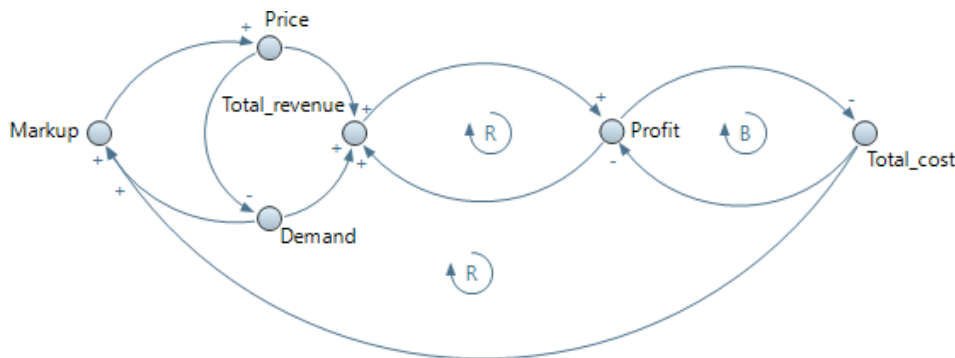 Price
+
Total_revenue
+
+
-
Markup
R
Profit
B
+
+
+
-
Total_cost
+
-
Demand
R